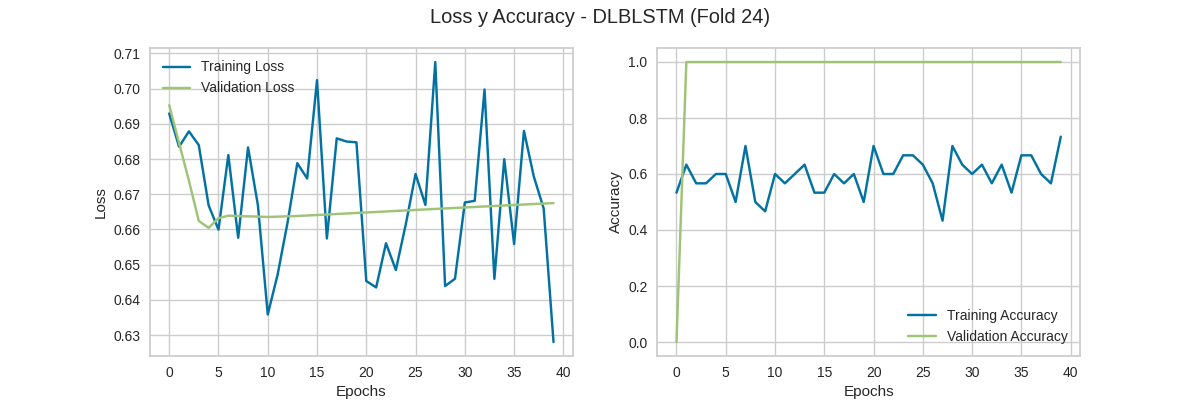 Loss y Accuracy - DLBLSTM (Fold 24)
Training Loss
Validation Loss
0.71
0.70
0.69
0.68
0.67
0.66
0.65
0.64
0.63
Loss
0 5 10 15 20 25 30 35 40
Epochs
1.0
0.8
0.6
0.4
0.2
0.0
Accuracy
Training Accuracy
Validation Accuracy
0 5 10 15 20 25 30 35 40
Epochs